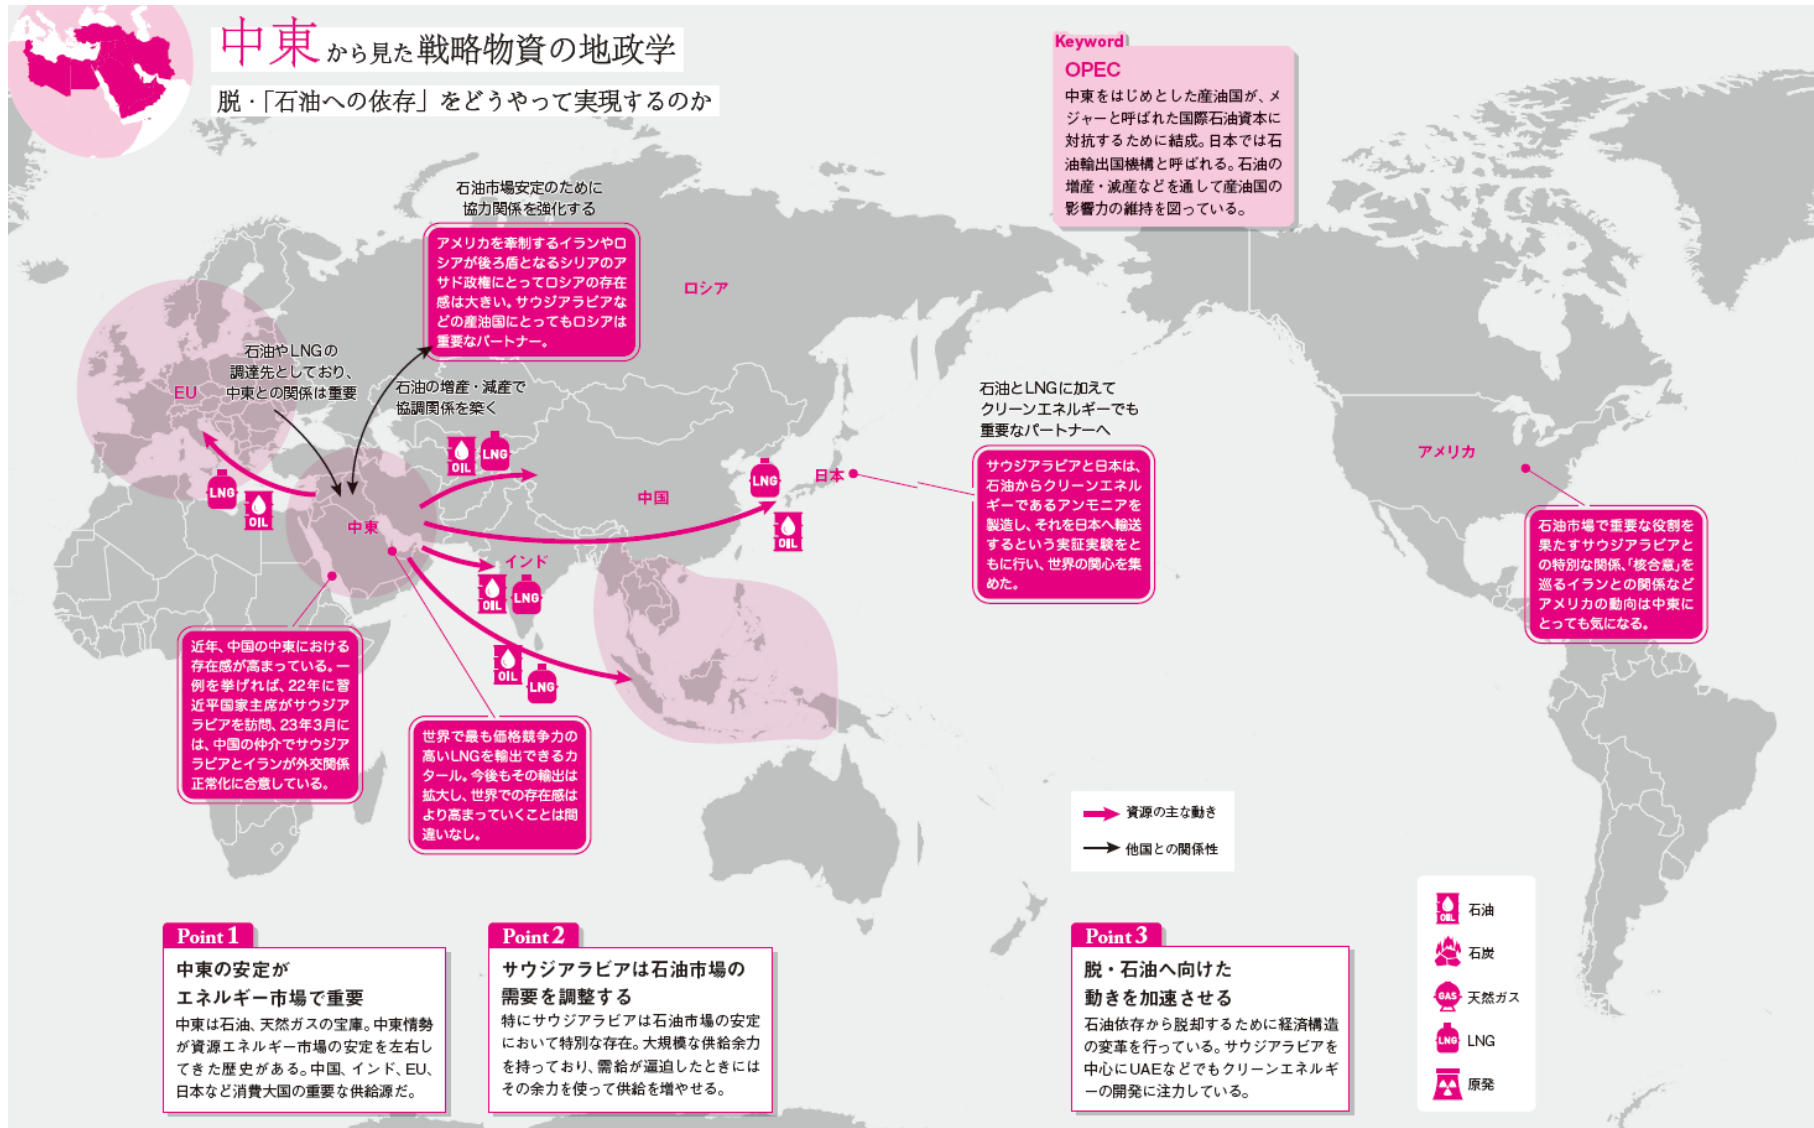 中東から見た戦略物資の地政学
脱・「石油への依存」をどうやって実現するのか
Keyword
OPEC
中東をはじめとした産油国が、メ
ジャーと呼ばれた国際石油資本に
対抗するために結成。日本では石
油輸出国機構と呼ばれる。石油の
増産・減産などを通して産油国の
影響力の維持を図っている。
石油市場安定のために
協力関係を強化する
アメリカを牽制するイランやロ
シアが後ろ盾となるシリアのア
サド政権にとってロシアの存在
感は大きい。サウジアラビアな
どの産油国にとってもロシアは
重要なパートナー。
ロシア
石油やLNGの
調達先としており、
中東との関係は重要
EU
石油の増産・減産で
協調関係を築く
OIL
LNG
LNG
OIL
中東
中国
LNG
日本
OIL
インド
OIL
LNG
OIL
LNG
石油とLNGに加えて
クリーンエネルギーでも
重要なパートナーへ
サウジアラビアと日本は、
石油からクリーンエネル
ギーであるアンモニアを
製造し、それを日本へ輸送
するという実証実験をと
もに行い、世界の関心を集
めた。
アメリカ
石油市場で重要な役割を
果たすサウジアラビアと
の特別な関係、「核合意」を
巡るイランとの関係など
アメリカの動向は中東に
とっても気になる。
近年、中国の中東における
存在感が高まっている。一
例を挙げれば、22年に習
近平国家主席がサウジア
ラビアを訪問、23年3月に
は、中国の仲介でサウジア
ラビアとイランが外交関係
正常化に合意している。
世界で最も価格競争力の
高いLNGを輸出できるカ
タール。今後もその輸出は
拡大し、世界での存在感は
より高まっていくことは間
違いなし。
資源の主な動き
他国との関係性
OIL 石油
石炭
GAS 天然ガス
LNG LNG
原発
Point 1
中東の安定が
エネルギー市場で重要
中東は石油、天然ガスの宝庫。中東情勢
が資源エネルギー市場の安定を左右し
てきた歴史がある。中国、インド、EU、
日本など消費大国の重要な供給源だ。
Point 2
サウジアラビアは石油市場の
需要を調整する
特にサウジアラビアは石油市場の安定
において特別な存在。大規模な供給余力
を持っており、需給が逼迫したときには
その余力を使って供給を増やせる。
Point 3
脱・石油へ向けた
動きを加速させる
石油依存から脱却するために経済構造
の変革を行っている。サウジアラビアを
中心にUAEなどでもクリーンエネルギ
ーの開発に注力している。